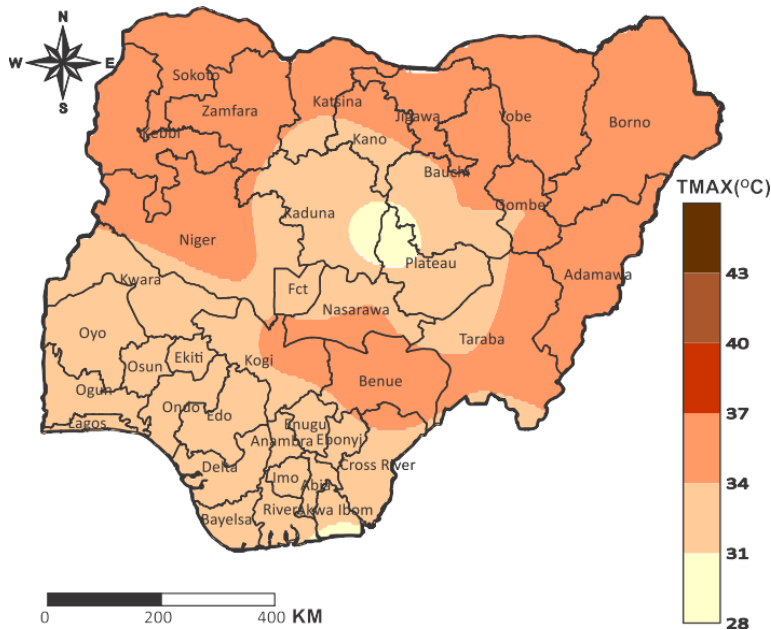 N
W E
S
Sokoto
Zamfara
Katsina
Jigawa
Yobe
Borno
Kebbi
Kano
Bauchi
Gombe
Kaduna
Niger
Plateau
Adamawa
Kwara
Fct
Nasarawa
Taraba
Oyo
Osun
Ekiti
Kogi
Benue
Ogun
Lagos
Ondo
Edo
Enugu
Anambra
Ebonyi
Delta
Imo
Abia
Cross River
Bayelsa
River
Akwa Ibom
TMAX(OC)
43
40
37
34
31
28
0 200 400 KM